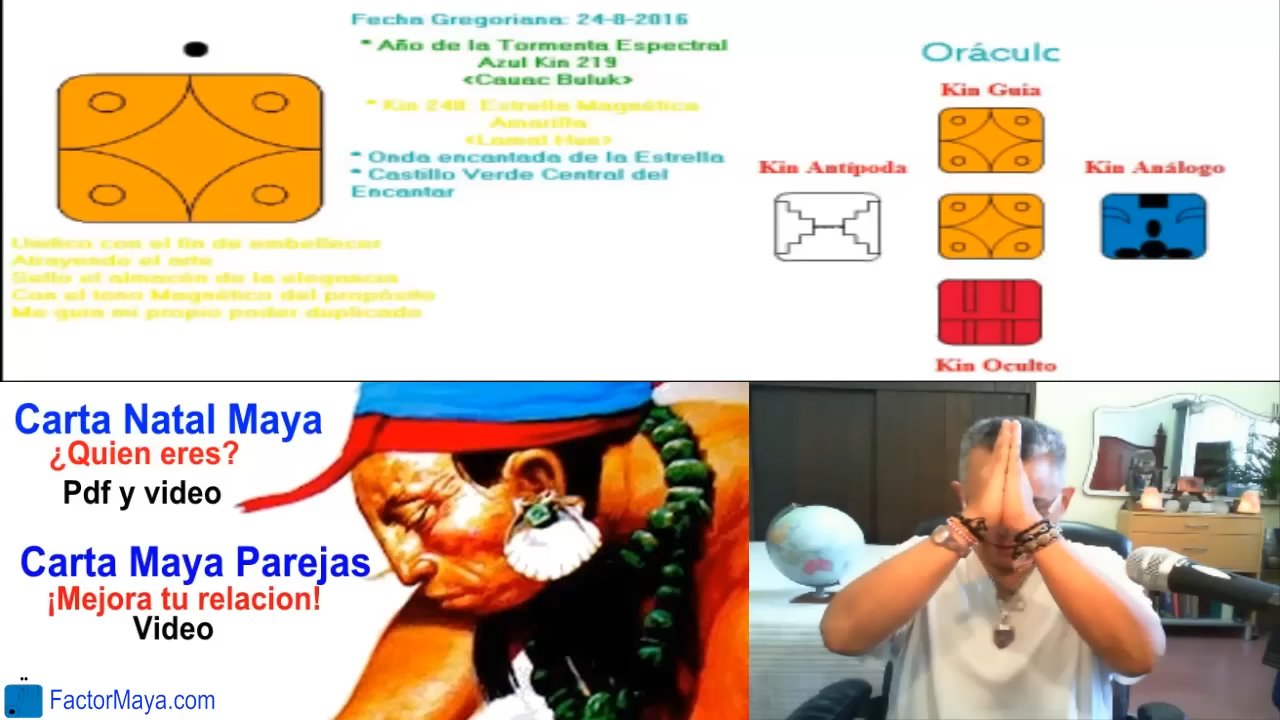 Fecha Gregoriana: 24-8-2016
* Año de la Tormenta Espectral
Azul Kin 219
<Cauac Buluk>
* Kin 248: Estrella Magnética
Amarilla
<Lamat Hun>
* Onda encantada de la Estrella
* Castillo Verde Central del
Encantar
Unifico con el fin de embellecer
Atrayendo el arte
Sello el almacén de la elegancia
Con el tono Magnético del propósito
Me guia mi propio poder duplicado
Oráculo
Kin Guia
Kin Antípoda
Kin Análogo
Kin Oculto
Carta Natal Maya
¿Quien eres?
Pdf y video
Carta Maya Parejas
¡Mejora tu relacion!
Video
FactorMaya.com